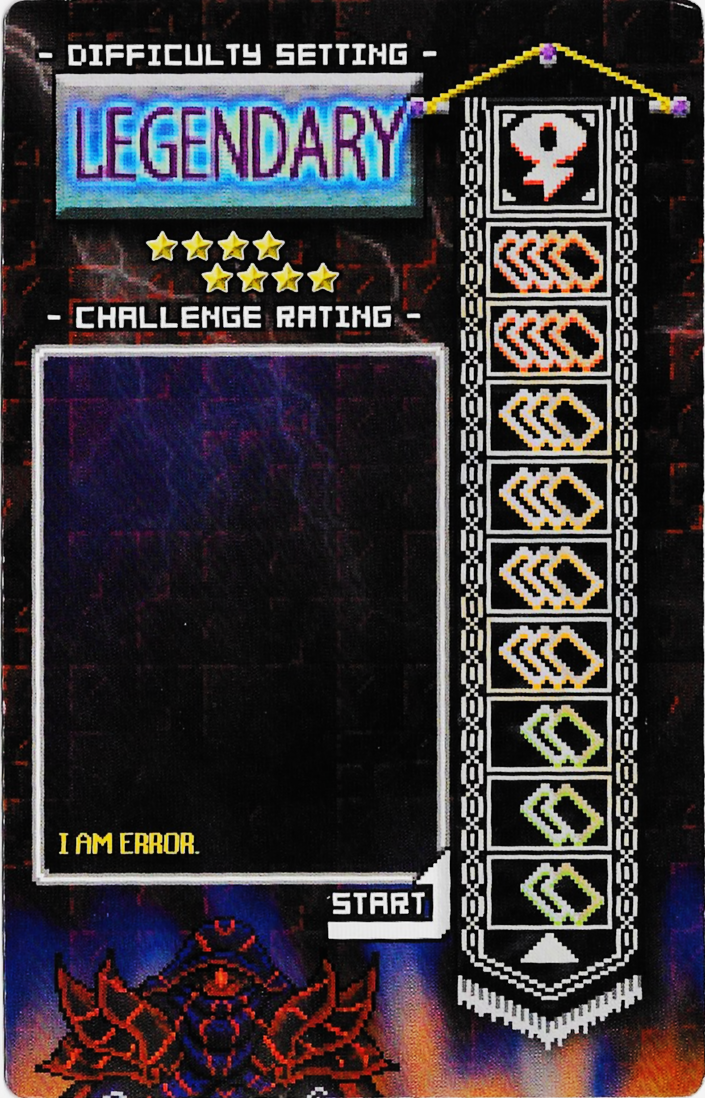 - DIFFICULTY SETTING -
LEGENDARY
- CHALLENGE RATING -
I AM ERROR.
START